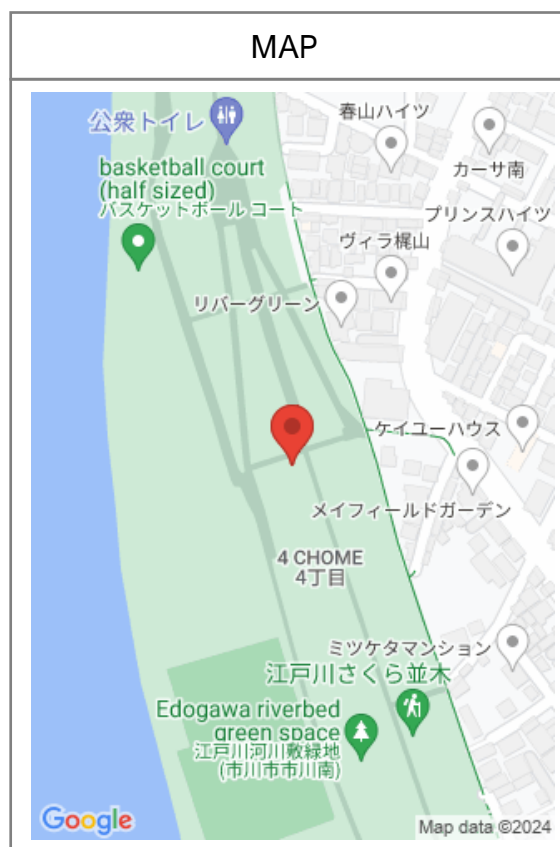 MAP
公衆トイレ
春山ハイツ
カーサ南
basketball court
(half sized)
バスケットボール コート
プリンスハイツ
ヴィラ梶山
リバーグリーン
ケイユーハウス
メイフィールドガーデン
4 CHOME
4丁目
ミツケタマンション
江戸川さくら並木
Edogawa riverbed
green space
江戸川河川敷緑地
(市川市市川南)
Google
Map data ©2024